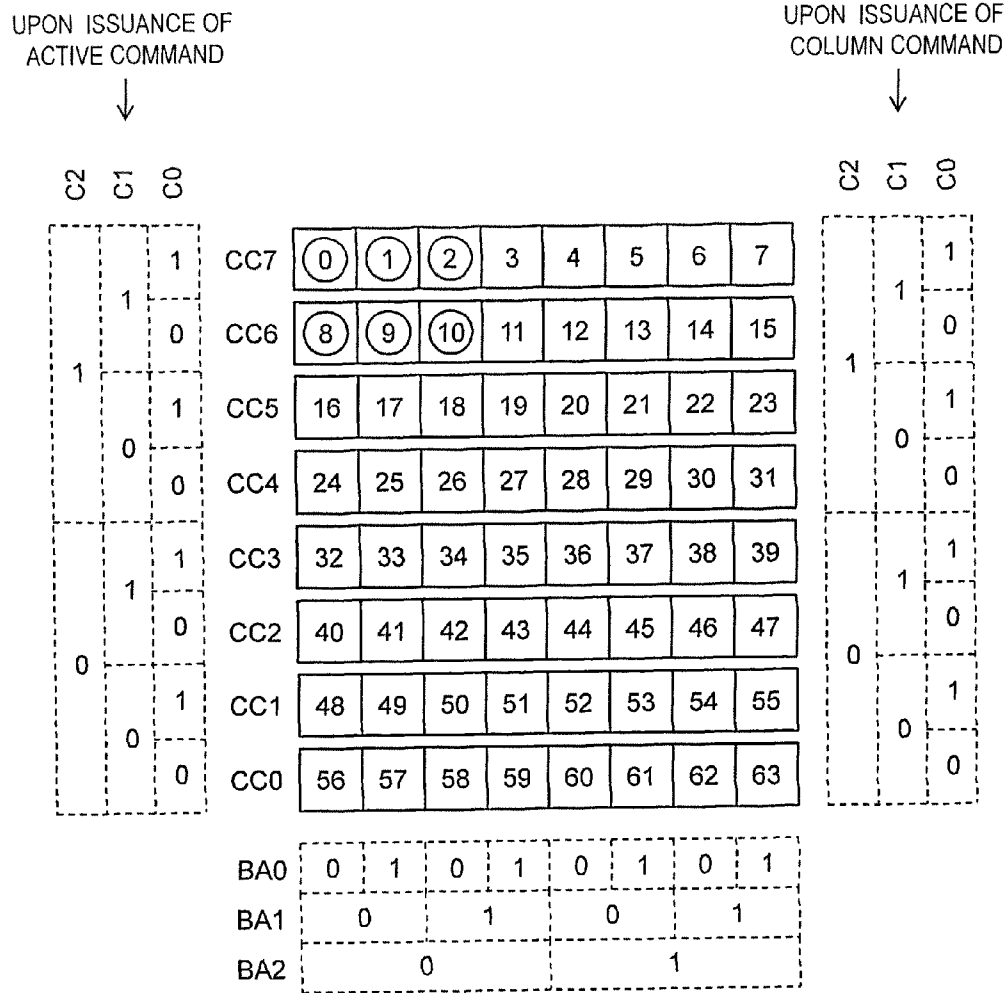 UPON ISSUANCE OF
ACTIVE COMMAND
UPON ISSUANCE OF
COLUMN COMMAND
C2 C1 C0
C2 C1 C0
1 1 1 CC7 0 1 2 3 4 5 6 7 1 1 1
0 CC6 8 9 10 11 12 13 14 15 0
0 1 CC5 16 17 18 19 20 21 22 23 0 1
0 CC4 24 25 26 27 28 29 30 31 0
0 1 1 CC3 32 33 34 35 36 37 38 39 0 1 1
0 CC2 40 41 42 43 44 45 46 47 0
0 1 CC1 48 49 50 51 52 53 54 55 0 1
0 CC0 56 57 58 59 60 61 62 63 0
BA0 0 1 0 1 0 1 0 1
BA1 0 1 0 1
BA2 0 1